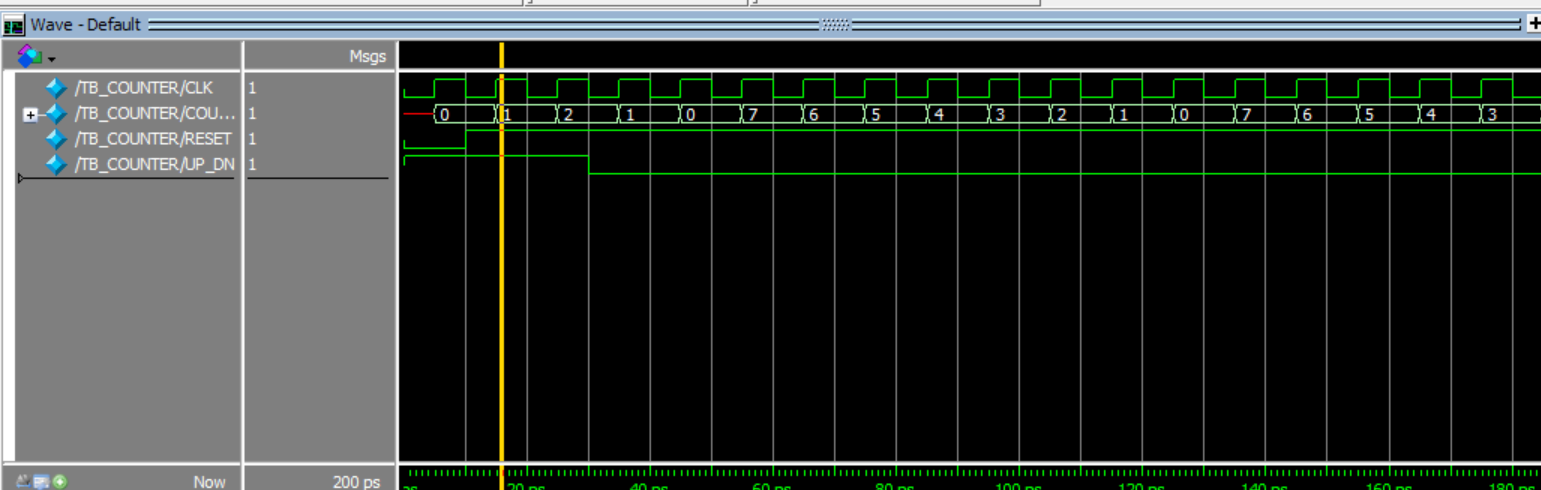 Wave - Default
Msgs
/TB_COUNTER/CLK 1
/TB_COUNTER/COU... 1 0 1 2 1 0 7 6 5 4 3 2 1 0 7 6 5 4 3
/TB_COUNTER/RESET 1
/TB_COUNTER/UP_DN 1
Now 200 ps ps 20 ps 40 ps 60 ps 80 ps 100 ps 120 ps 140 ps 160 ps 180 ps